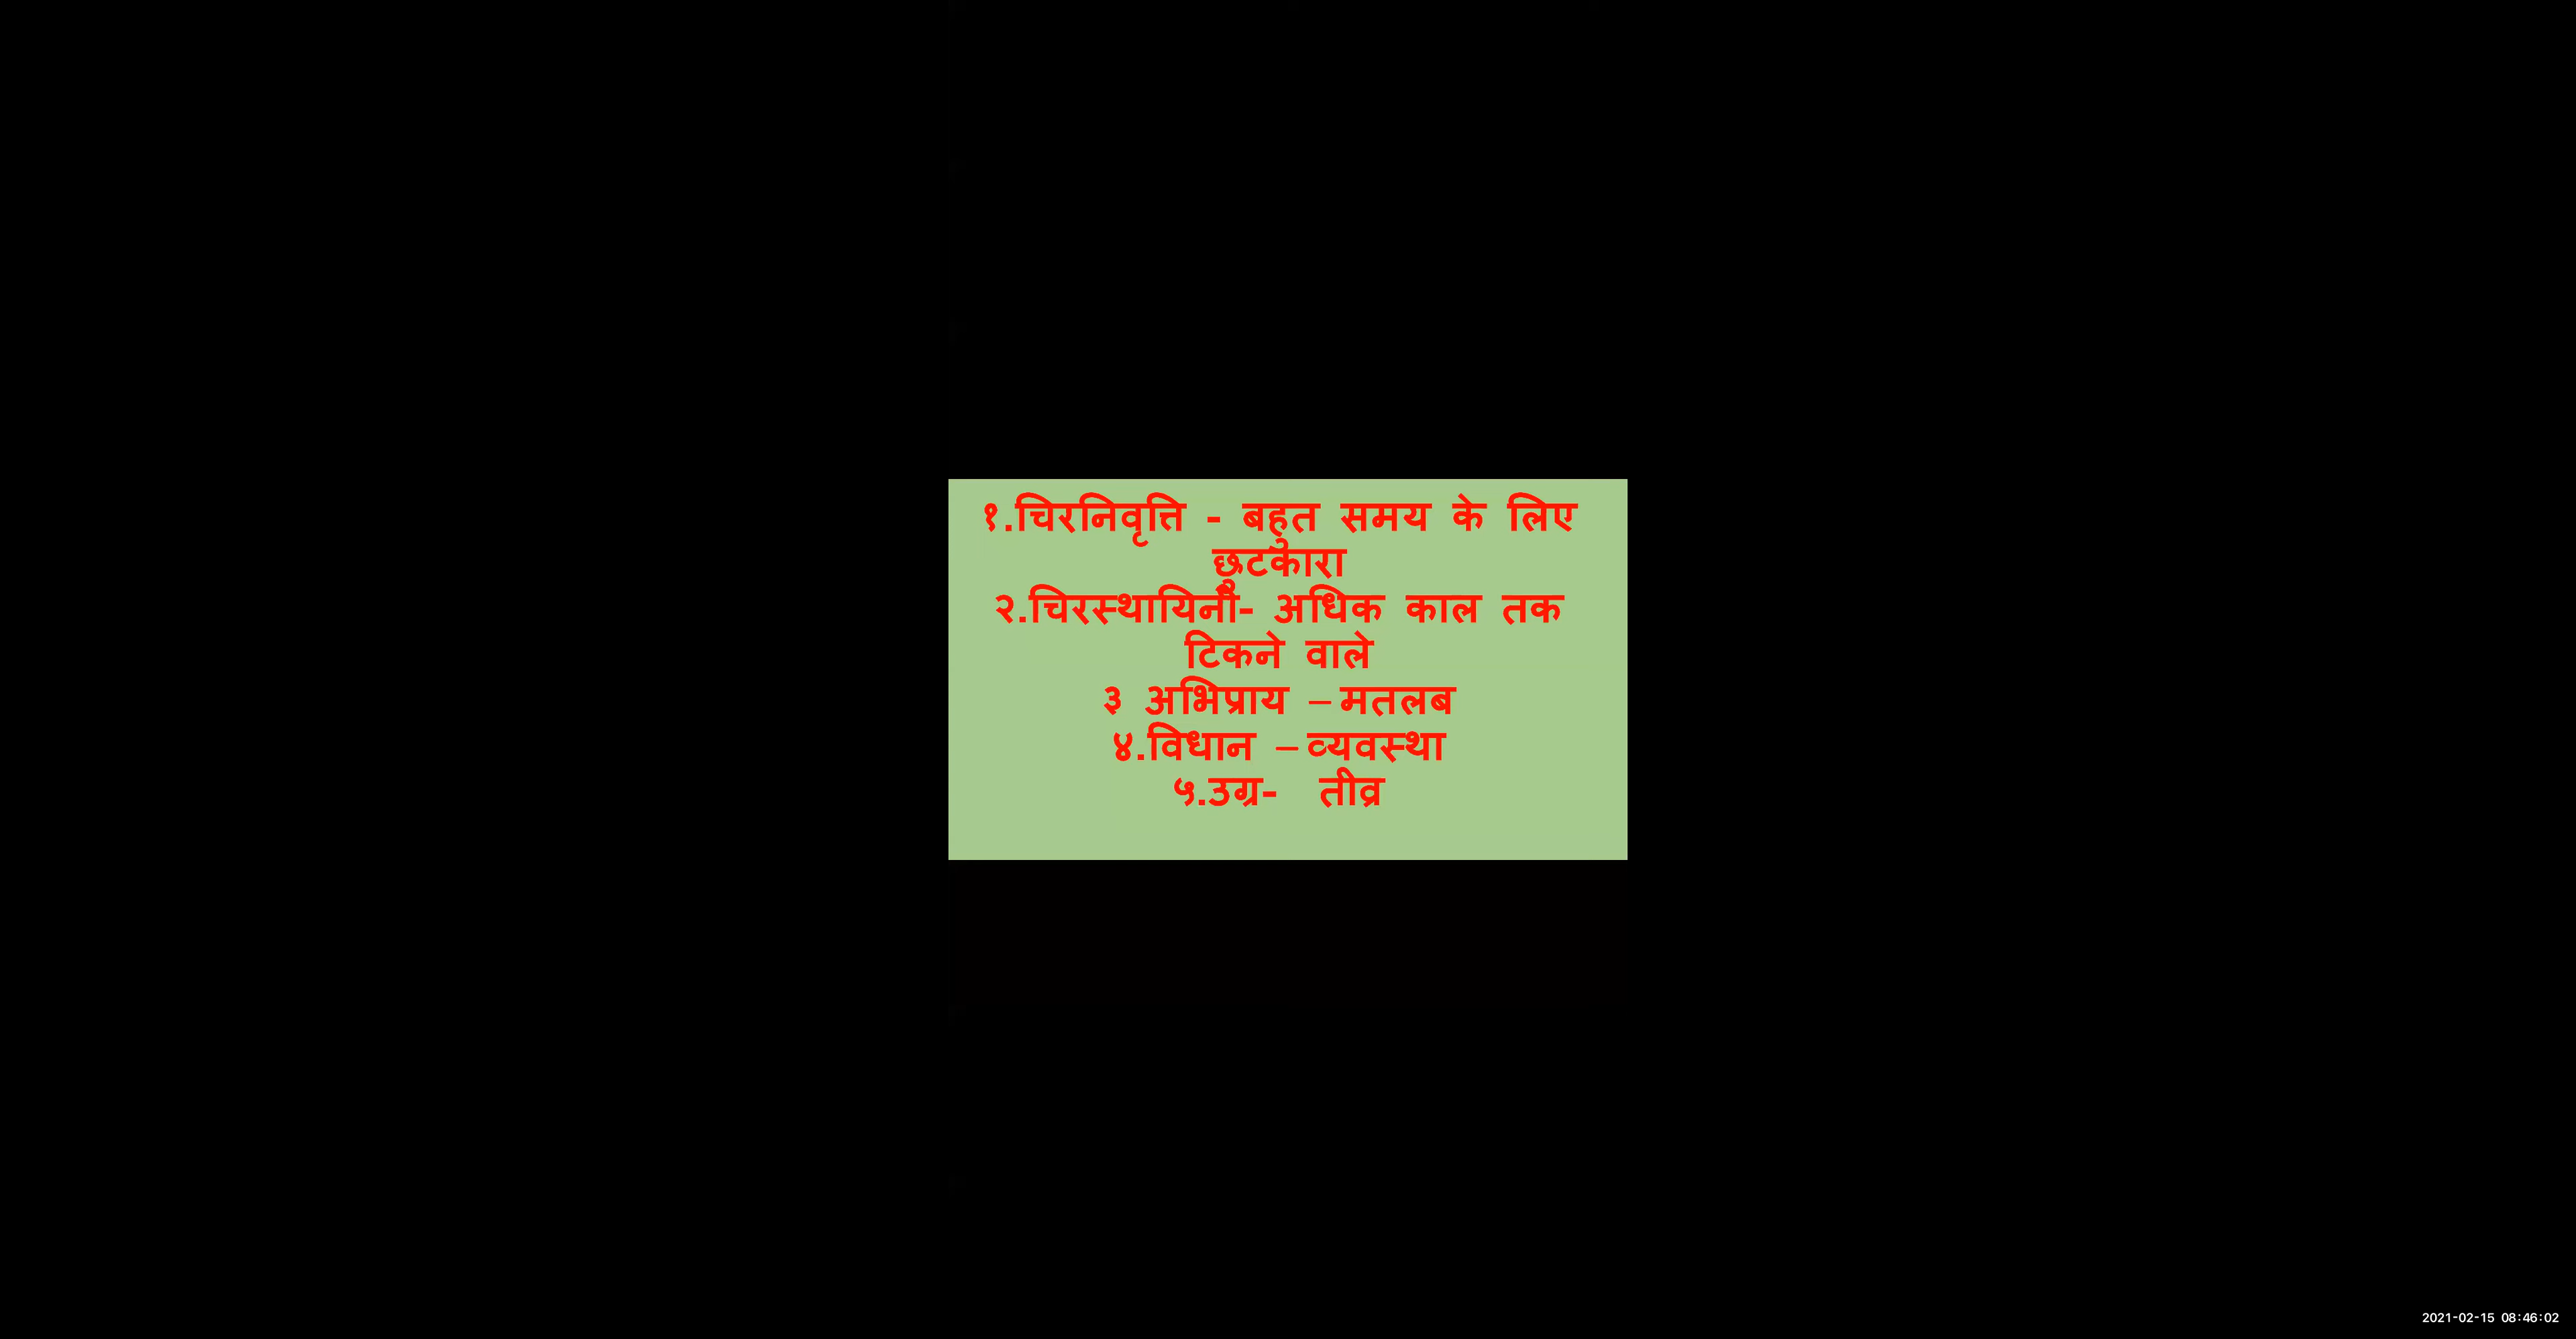 १.चिरनिवृत्ति - बहुत समय के लिए
छुटकारा
२.चिरस्थायिनी- अधिक काल तक
टिकने वाले
३ अभिप्राय – मतलब
४.विधान – व्यवस्था
५.उग्र- तीव्र
2021-02-15 08:46:02